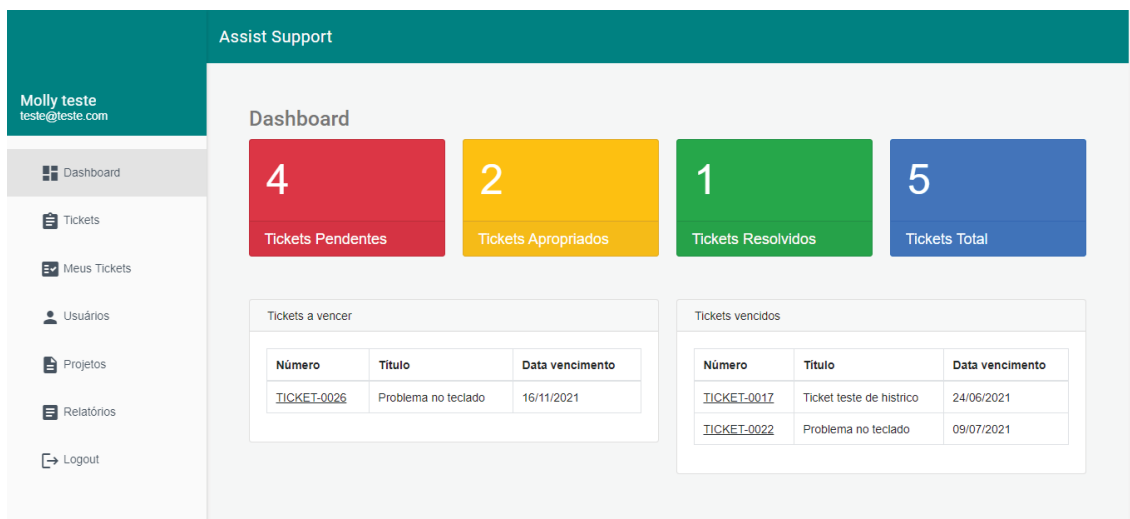 Assist Support
Molly teste
teste@teste.com
Dashboard
Tickets
Meus Tickets
Usuários
Projetos
Relatórios
Logout
Dashboard
4
Tickets Pendentes
2
Tickets Apropriados
1
Tickets Resolvidos
5
Tickets Total
Tickets a vencer
Número Título Data vencimento
TICKET-0026 Problema no teclado 16/11/2021
Tickets vencidos
Número Título Data vencimento
TICKET-0017 Ticket teste de histrico 24/06/2021
TICKET-0022 Problema no teclado 09/07/2021